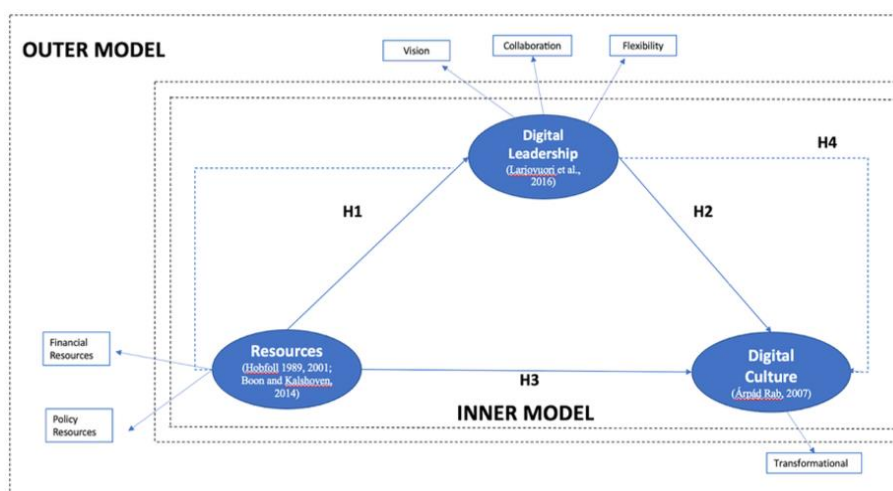 OUTER MODEL
Vision
Collaboration
Flexibility
Digital
Leadership
(Larjovuori et al.,
2016)
H4
H1
H2
Financial
Resources
Resources
(Hobfoll 1989, 2001;
Boon and Kalshoven,
2014)
H3
Digital
Culture
(Árpád Rab, 2007)
INNER MODEL
Policy
Resources
Transformational